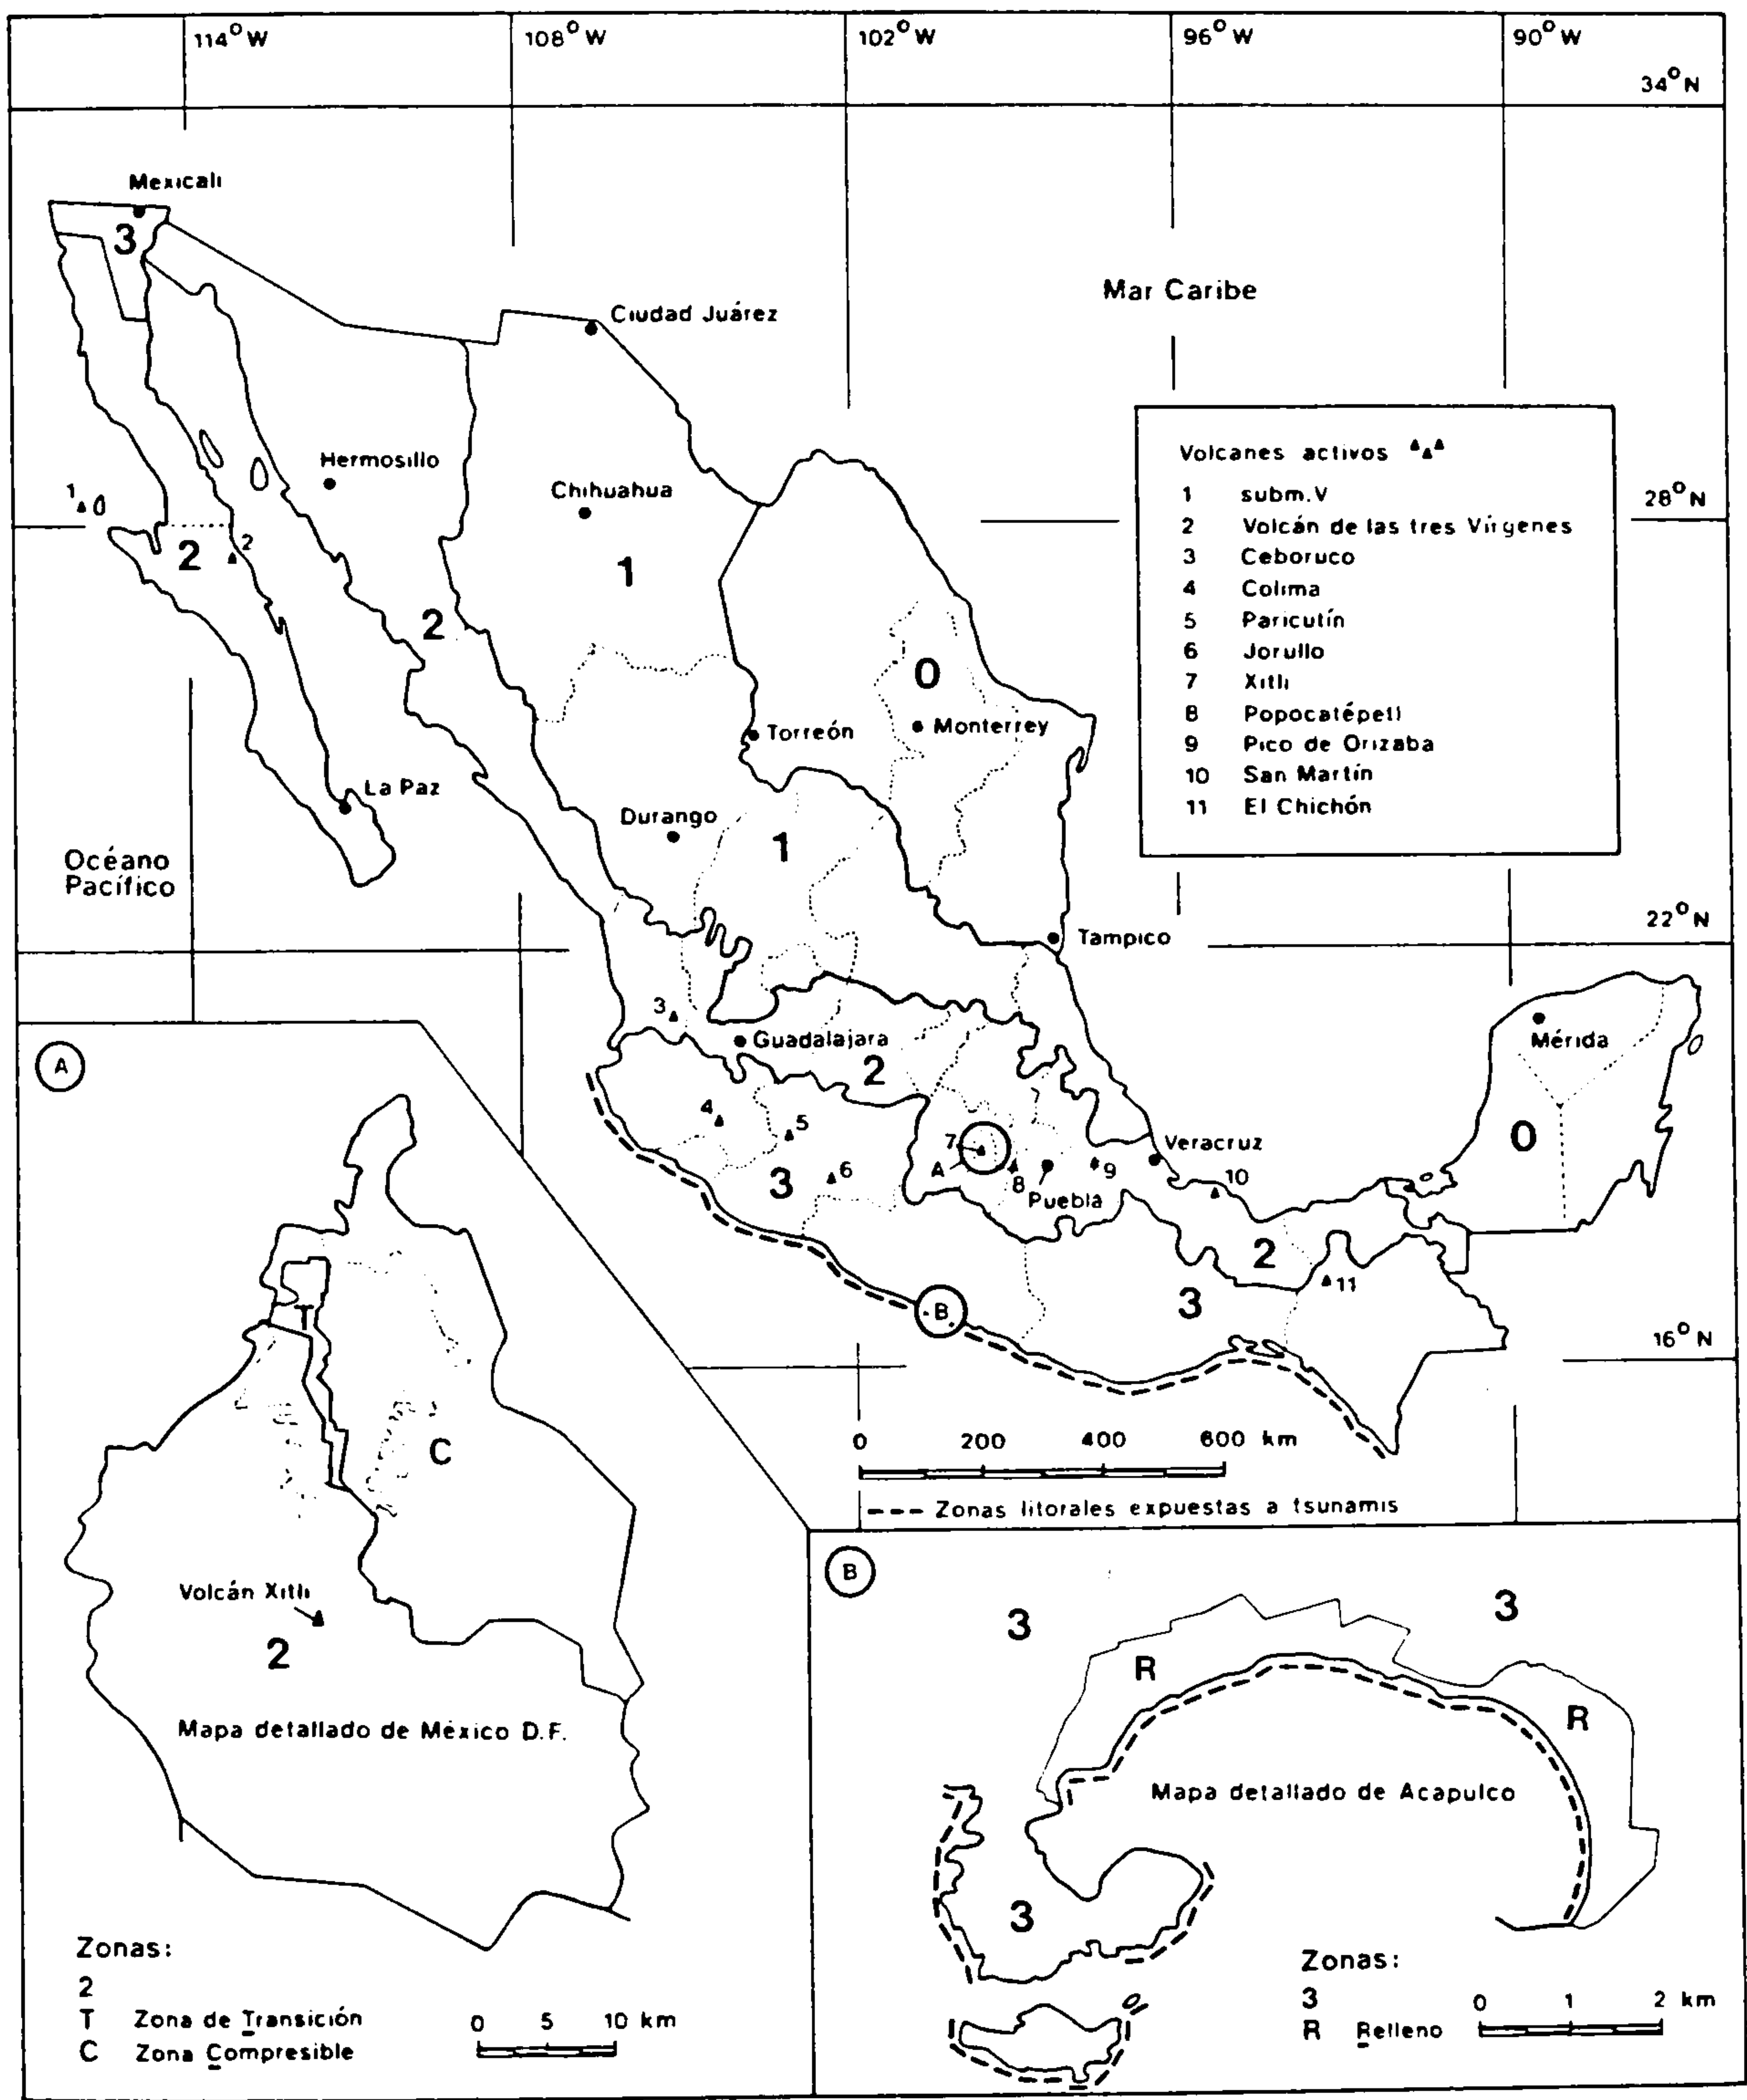 114°W 108°W 102°W 96°W 90°W
34°N
Mexicali
3
Ciudad Juárez
Mar Caribe
Hermosillo
Chihuahua
1
28°N
2
2
1
2
0
Monterrey
Torreón
La Paz
Durango
1
Océano
Pacífico
22°N
Tampico
3
Guadalajara
2
Mérida
0
4
5
7
A
8
Puebla
9
Veracruz
10
3
6
2
11
B
3
16°N
Volcanes activos
1 subm.V
2 Volcán de las tres Vírgenes
3 Ceboruco
4 Colima
5 Paricutín
6 Jorullo
7 Xitli
8 Popocatépetl
9 Pico de Orizaba
10 San Martín
11 El Chichón
0 200 400 600 km
Zonas litorales expuestas a tsunamis
A
T
C
Volcán Xitli
2
Mapa detallado de México D.F.
Zonas:
2
T Zona de Transición
C Zona Compresible
0 5 10 km
B
3
3
R
R
Mapa detallado de Acapulco
3
Zonas:
3
R Relleno
0 1 2 km